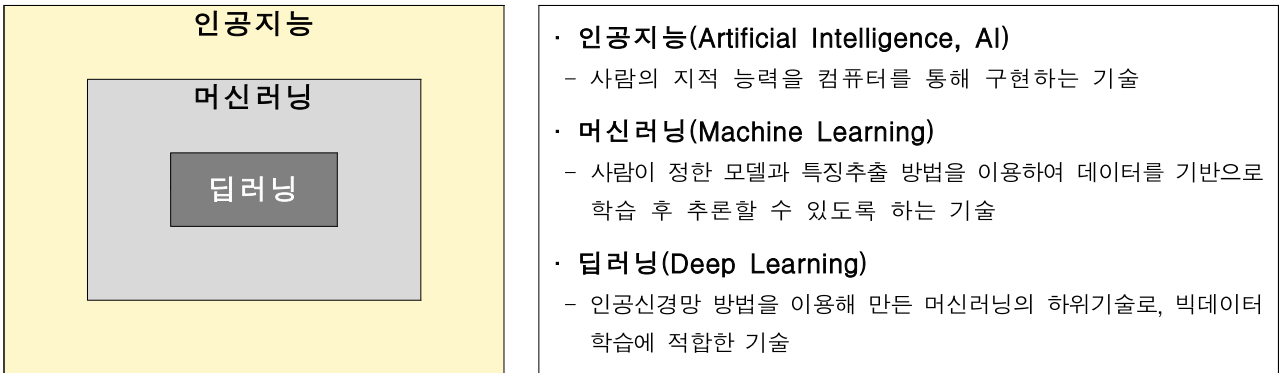 인공지능
머신러닝
딥러닝
· 인공지능(Artificial Intelligence, AI)
- 사람의 지적 능력을 컴퓨터를 통해 구현하는 기술
· 머신러닝(Machine Learning)
- 사람이 정한 모델과 특징추출 방법을 이용하여 데이터를 기반으로
학습 후 추론할 수 있도록 하는 기술
· 딥러닝(Deep Learning)
- 인공신경망 방법을 이용해 만든 머신러닝의 하위기술로, 빅데이터
학습에 적합한 기술